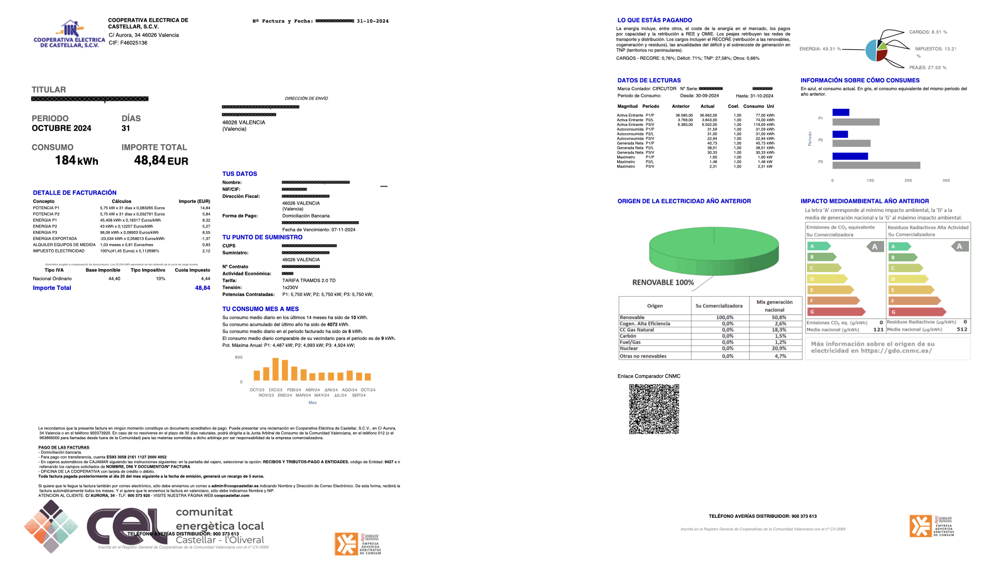 COOPERATIVA ELECTRICA
DE CASTELLAR, S.C.V.
COOPERATIVA ELECTRICA DE
CASTELLAR, S.C.V.
C/ Aurora, 34 46026 Valencia
CIF: F46025136
Nº Factura y Fecha: 31-10-2024
TITULAR
PERIODO DÍAS
OCTUBRE 2024 31
CONSUMO IMPORTE TOTAL
184 kWh 48,84 EUR
DIRECCIÓN DE ENVÍO
46026 VALENCIA
(Valencia)
DETALLE DE FACTURACIÓN
Concepto Cálculos Importe (EUR)
POTENCIA P1 5,75 kW x 31 días x 0,083265 Euros 14,84
POTENCIA P2 5,75 kW x 31 días x 0,032791 Euros 5,84
ENERGIA P1 45,408 kWh x 0,18317 Euros/kWh 8,32
ENERGIA P2 43 kWh x 0,12257 Euros/kWh 5,27
ENERGIA P3 96,06 kWh x 0,08903 Euros/kWh 8,55
ENERGIA EXPORTADA -23,534 kWh x 0,058013 Euros/kWh -1,37
ALQUILER EQUIPOS DE MEDIDA 1,03 meses x 0,81 Euros/mes 0,83
IMPUESTO ELECTRICIDAD 100%(41,45 Euros) x 5,112696% 2,12
Suministro acogido a compensación de Autoconsumo. Los 23,534 kWh exportados se han obtenido de la curva de carga horaria.
Tipo IVA Base Imponible Tipo Impositivo Cuota Impuesto
Nacional Ordinario 44,40 10% 4,44
Importe Total 48,84
TUS DATOS
Nombre:
NIF/CIF:
Dirección Fiscal:
46026 VALENCIA
(Valencia)
Forma de Pago: Domiciliación Bancaria
Fecha de Vencimiento: 07-11-2024
TU PUNTO DE SUMINISTRO
CUPS
Suministro:
46026 VALENCIA
Nº Contrato
Actividad Económica:
Tarifa: TARIFA TRAMOS 2.0 TD
Tensión: 1x230V
Potencias Contratadas: P1: 5,750 kW; P2: 5,750 kW; P3: 5,750 kW;
TU CONSUMO MES A MES
Su consumo medio diario en los últimos 14 meses ha sido de 10 kWh.
Su consumo acumulado del último año ha sido de 4072 kWh.
Su consumo medio diario en el periodo facturado ha sido de 6 kWh.
El consumo medio diario comparable de su vecindario para el periodo es de 9 kWh.
Pot. Máxima Anual: P1: 4,487 kW; P2: 4,993 kW; P3: 4,924 kW;
800
0
OCT/23 DIC/23 FEB/24 ABR/24 JUN/24 AGO/24 OCT/24
NOV/23 ENE/24 MAR/24 MAY/24 JUL/24 SEP/24
Mes
Le recordamos que la presente factura en ningún momento constituye un documento acreditativo de pago. Puede presentar una reclamación en Cooperativa Elèctrica de Castellar, S.C.V., en C/ Aurora,
34 Valencia o en el teléfono 900373920. En caso de no resolverse en el plazo de 30 días naturales, podrá dirigirla a la Junta Arbitral de Consumo de la Comunidad Valenciana, en el teléfono 012 (o el
963866000 para llamadas desde fuera de la Comunidad) para las materias sometidas a dicho arbitraje por ser responsabilidad de la empresa comercializadora.
PAGO DE LAS FACTURAS:
- Domiciliación bancaria.
- Para pago con transferencia, cuenta ES93 3058 2161 1127 2000 4052
- En cajeros automáticos de CAJAMAR siguiendo las instrucciones siguientes: en la pantalla del cajero, seleccionar la opción: RECIBOS Y TRIBUTOS-PAGO A ENTIDADES, código de Entidad: 9427 e ir
rellenando los campos solicitados de NOMBRE, DNI Y DOCUMENTO/Nº FACTURA
- OFICINA DE LA COOPERATIVA con tarjeta de crédito o débito.
Toda factura pagada posteriormente al dia 20 del mes siguiente a la fecha de emisión, generará un recargo de 5 euros.
Si quiere que le llegue la factura también por correo electrónico, sólo debe enviarnos un correo a admin@coopcastellar.es indicando Nombre y Dirección de Correo Electrónico. De esta forma, recibirá la
factura automáticamente todos los meses. Y si quiere que le enviemos la factura en valenciano, sólo debe indicarnos Nombre y NIF.
ATENCION AL CLIENTE: C/ AURORA, 34 - TLF. 900 373 920 - VISITE NUESTRA PÁGINA WEB coopcastellar.com
cel
comunitat
energètica local
Castellar - l'Oliveral
TELÉFONO AVERÍAS DISTRIBUIDOR: 900 373 613
Inscrita en el Registro General de Cooperativas de la Comunidad Valenciana con el nº CV-2069
GENERALITAT
VALENCIANA
EMPRESA
ADHERIDA
ARBITRATGE
DE CONSUM
LO QUE ESTÁS PAGANDO
La energía incluye, entre otros, el coste de la energía en el mercado, los pagos
por capacidad y la retribución a REE y OMIE. Los peajes retribuyen las redes de
transporte y distribución. Los cargos incluyen el RECORE (retribución a las renovables,
cogeneración y residuos), las anualidades del déficit y el sobrecoste de generación en
TNP (territorios no peninsulares).
CARGOS - RECORE: 0,76%; Déficit: 71%; TNP: 27,58%; Otros: 0,66%
CARGOS: 8.31 %
ENERGIA: 49.31 %
IMPUESTOS: 13.21
%
PEAJES: 27.50 %
DATOS DE LECTURAS
Marca Contador: CIRCUTOR Nº Serie:
Periodo de Consumo: Desde: 30-09-2024 Hasta: 31-10-2024
Magnitud Período Anterior Actual Coef. Consumo Uni
Activa Entrante P1/P 36.585,00 36.662,00 1,00 77,00 kWh
Activa Entrante P2/L 3.769,00 3.843,00 1,00 74,00 kWh
Activa Entrante P3/V 6.383,00 6.502,00 1,00 119,00 kWh
Autoconsumida P1/P 31,59 1,00 31,59 kWh
Autoconsumida P2/L 31,00 1,00 31,00 kWh
Autoconsumida P3/V 22,94 1,00 22,94 kWh
Generada Neta P1/P 40,73 1,00 40,73 kWh
Generada Neta P2/L 38,01 1,00 38,01 kWh
Generada Neta P3/V 30,33 1,00 30,33 kWh
Maximetro P1/P 1,60 1,00 1,60 kW
Maximetro P2/L 1,48 1,00 1,48 kW
Maximetro P3/V 2,31 1,00 2,31 kW
INFORMACIÓN SOBRE CÓMO CONSUMES
En azul, el consumo actual. En gris, el consumo equivalente del mismo periodo del
año anterior.
Periodo
P1
P2
P3
0 100 200 300
ORIGEN DE LA ELECTRICIDAD AÑO ANTERIOR
RENOVABLE 100%
Origen Su Comercializadora Mix generación nacional
Renovable 100,0% 50,8%
Cogen. Alta Eficiencia 0,0% 2,6%
CC Gas Natural 0,0% 18,3%
Carbón 0,0% 1,5%
Fuel/Gas 0,0% 1,2%
Nuclear 0,0% 20,9%
Otras no renovables 0,0% 4,7%
IMPACTO MEDIOAMBIENTAL AÑO ANTERIOR
La letra 'A' corresponde al mínimo impacto ambiental, la 'D' a la
media de generación nacional y la 'G' al máximo impacto ambiental.
Emisiones de CO2 equivalente Residuos Radiactivos Alta Actividad
Su Comercializadora Su Comercializadora
A A A A
B B
C C
D D
E E
F F
G G
Emisiones CO2 eq. (g/kWh) 0 Residuos Radiactivos (µg/kWh) 0
Media nacional (g/kWh) 121 Media nacional (µg/kWh) 512
Más información sobre el origen de su
electricidad en https://gdo.cnmc.es/
Enlace Comparador CNMC
TELÉFONO AVERÍAS DISTRIBUIDOR: 900 373 613
Inscrita en el Registro General de Cooperativas de la Comunidad Valenciana con el nº CV-2069
GENERALITAT
VALENCIANA
EMPRESA
ADHERIDA
ARBITRATGE
DE CONSUM